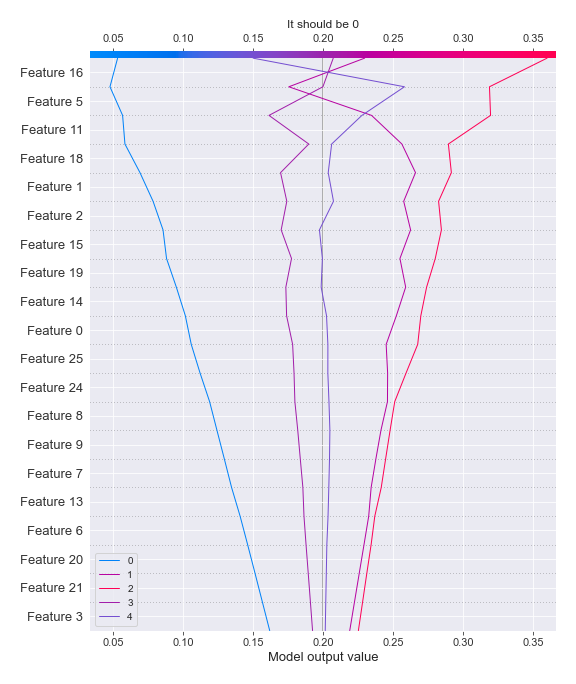 It should be 0
0.05 0.10 0.15 0.20 0.25 0.30 0.35
Feature 16
Feature 5
Feature 11
Feature 18
Feature 1
Feature 2
Feature 15
Feature 19
Feature 14
Feature 0
Feature 25
Feature 24
Feature 8
Feature 9
Feature 7
Feature 13
Feature 6
Feature 20
Feature 21
Feature 3
0
1
2
3
4
0.05 0.10 0.15 0.20 0.25 0.30 0.35
Model output value